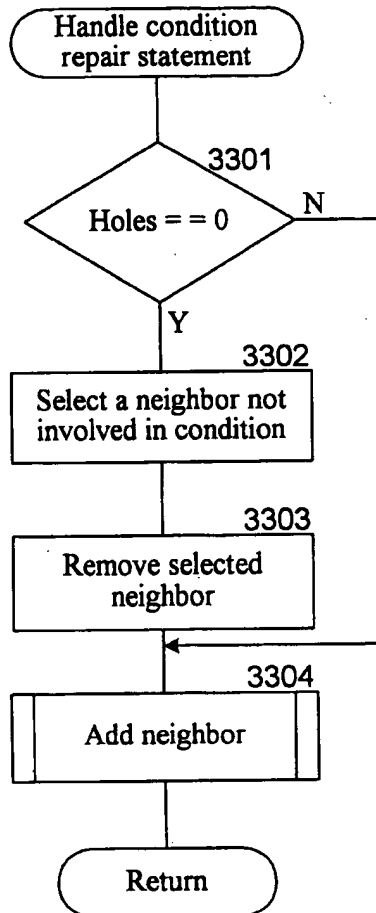 Handle condition
repair statement
3301
Holes = = 0
N
Y
3302
Select a neighbor not
involved in condition
3303
Remove selected
neighbor
3304
Add neighbor
Return